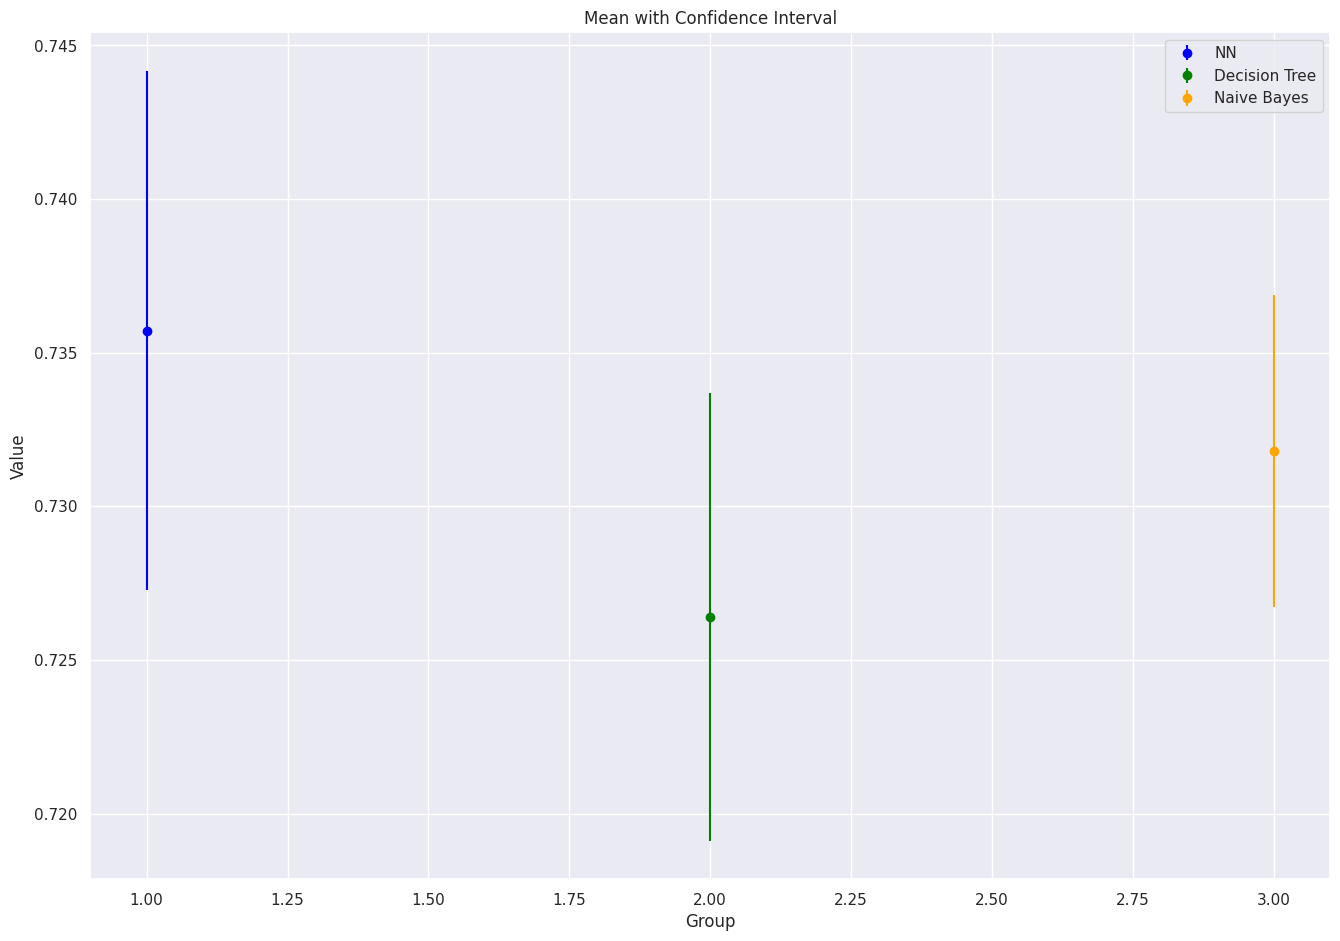 Mean with Confidence Interval
NN
Decision Tree
Naive Bayes
0.745
0.740
0.735
0.730
0.725
0.720
Value
1.00 1.25 1.50 1.75 2.00 2.25 2.50 2.75 3.00
Group